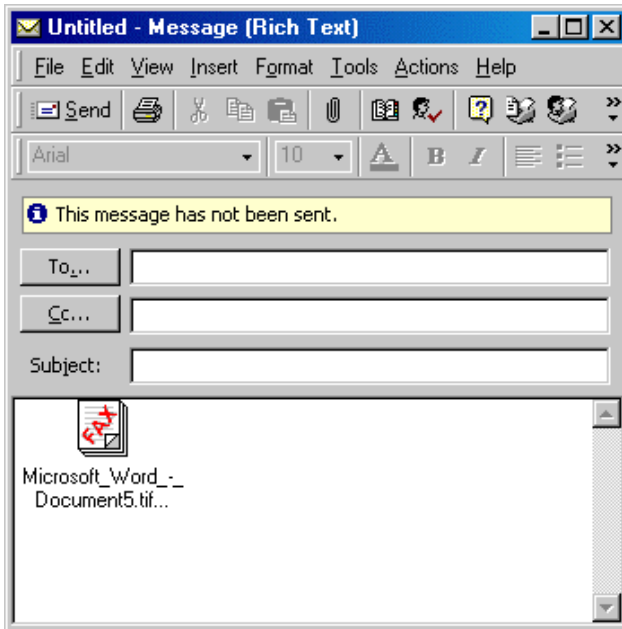 Untitled - Message (Rich Text)
File Edit View Insert Format Tools Actions Help
Send
Arial 10 A B I
This message has not been sent.
To...
Cc...
Subject:
FAX
Microsoft_Word_-_
Document5.tif...